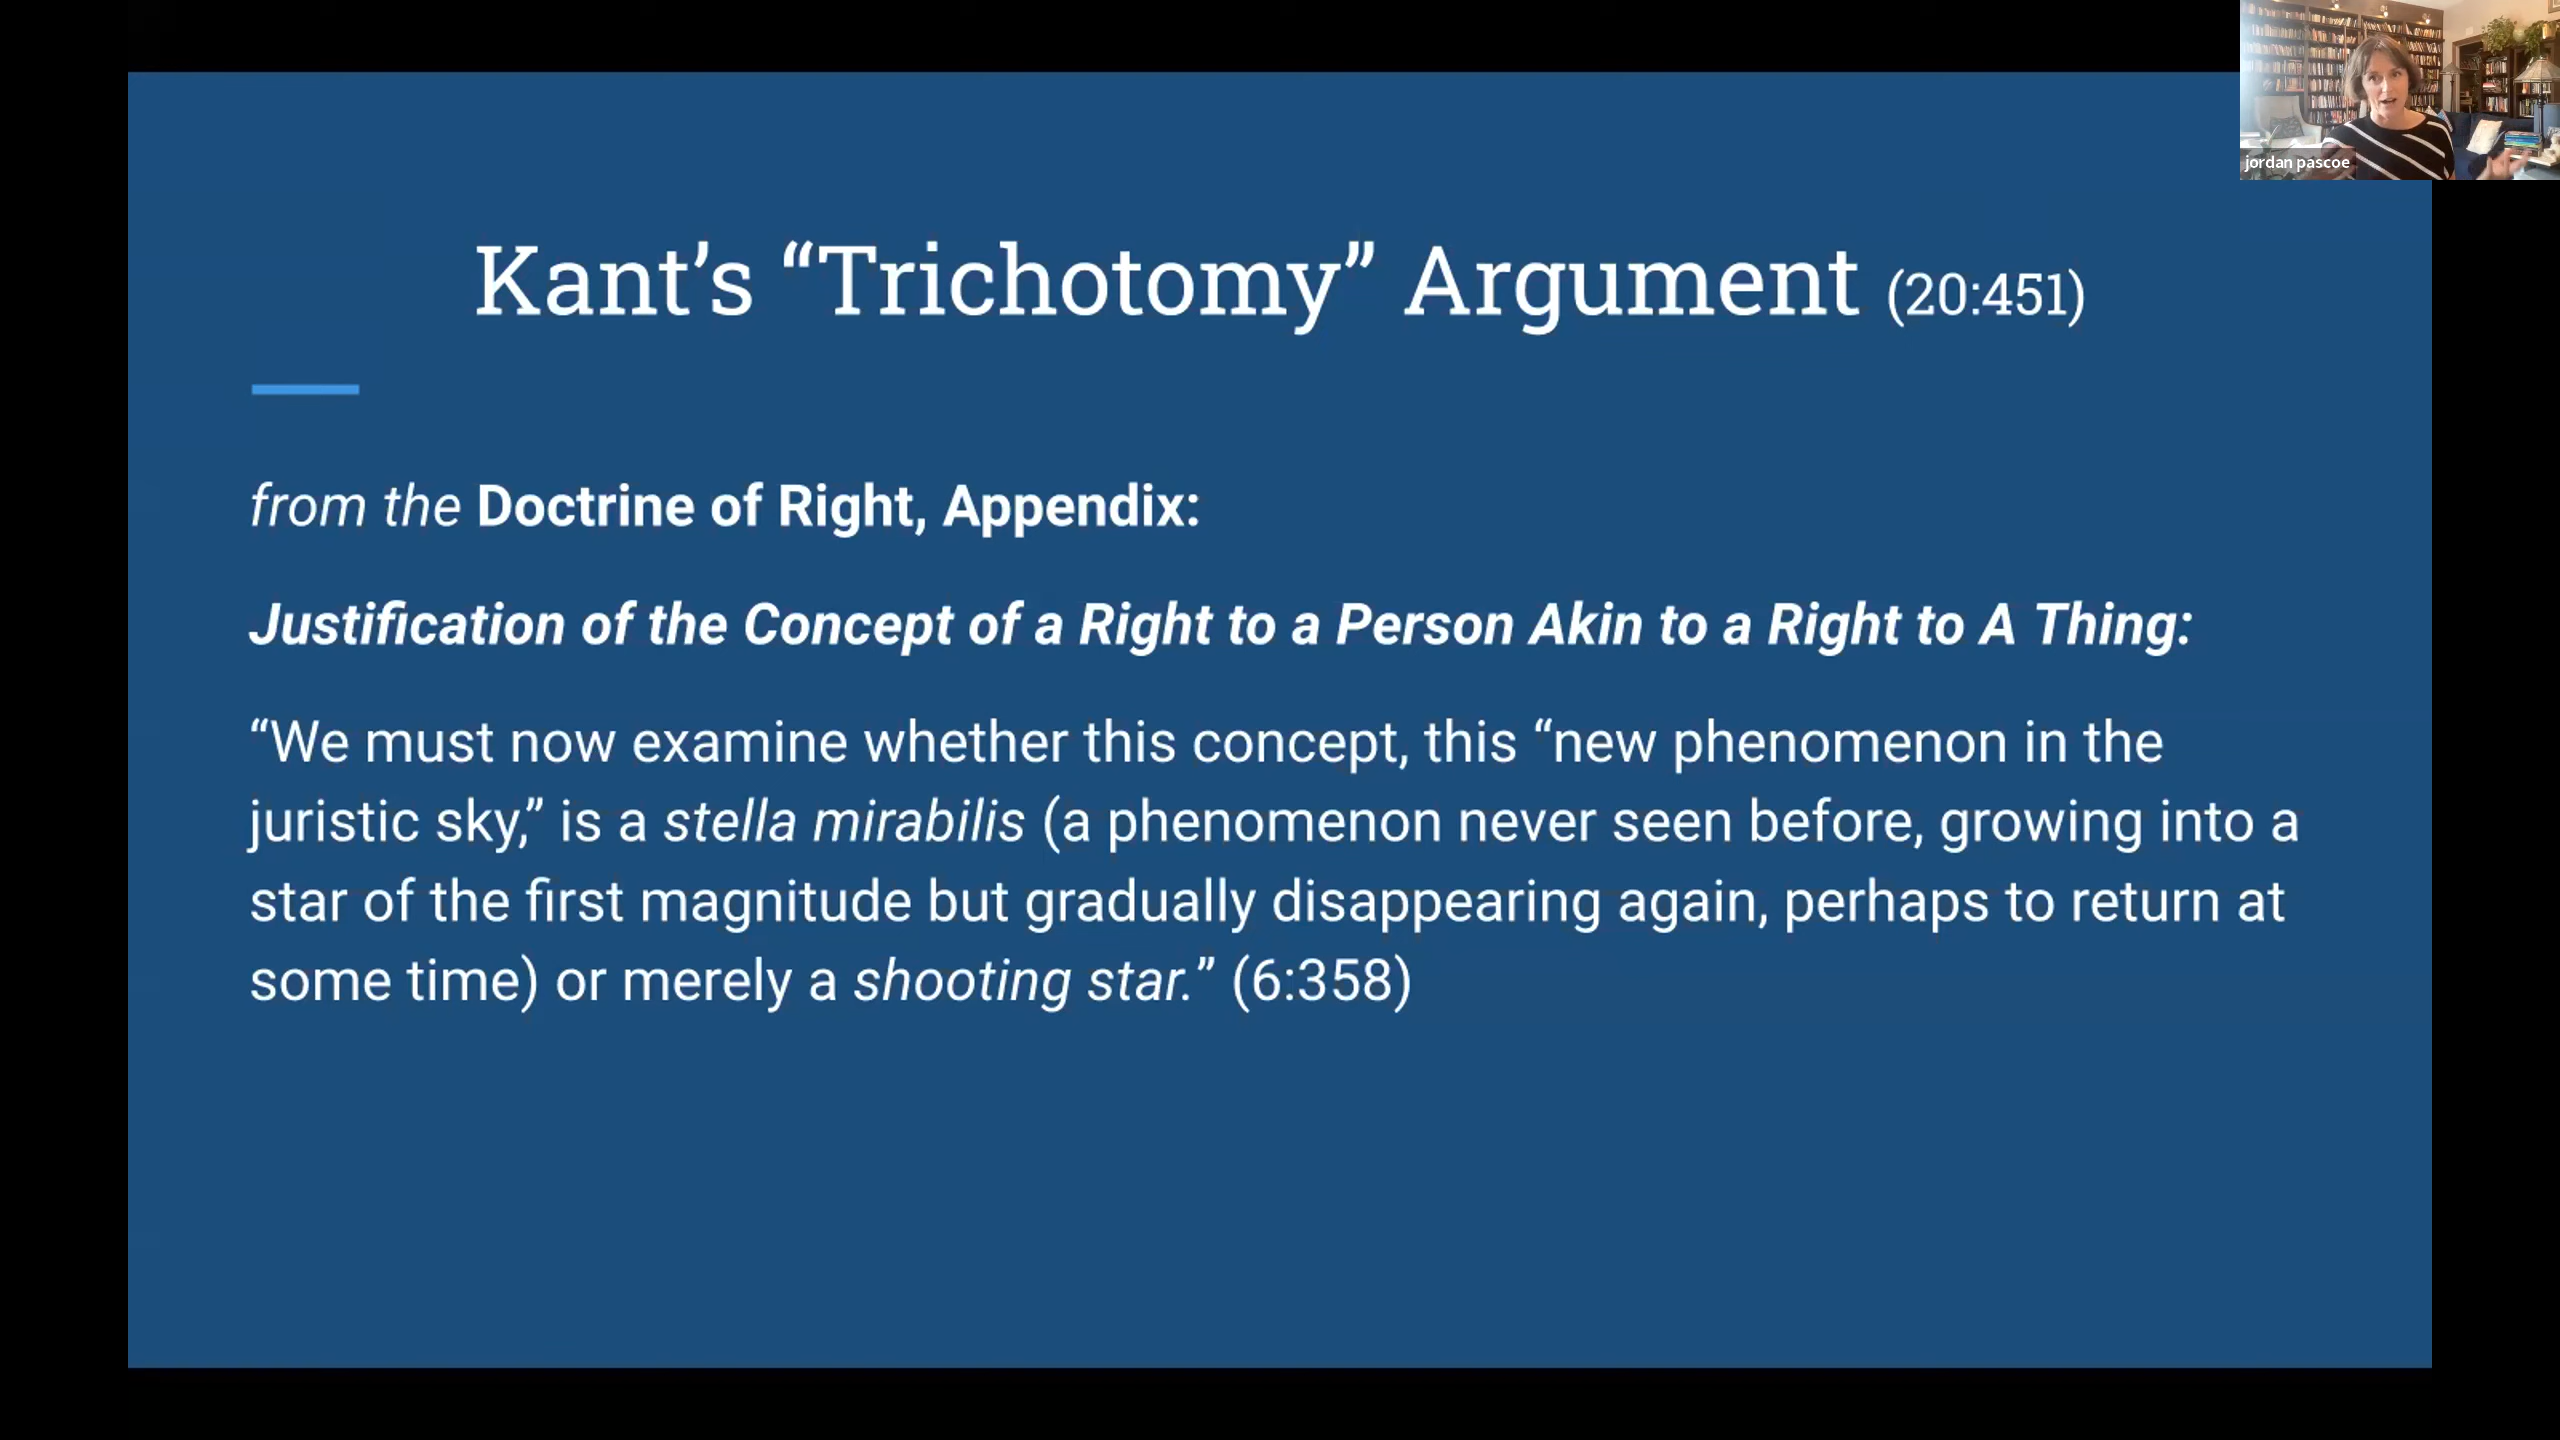 jordan pascoe
Kant’s “Trichotomy” Argument (20:451)
from the Doctrine of Right, Appendix:
Justification of the Concept of a Right to a Person Akin to a Right to A Thing:
“We must now examine whether this concept, this “new phenomenon in the
juristic sky,” is a stella mirabilis (a phenomenon never seen before, growing into a
star of the first magnitude but gradually disappearing again, perhaps to return at
some time) or merely a shooting star.” (6:358)